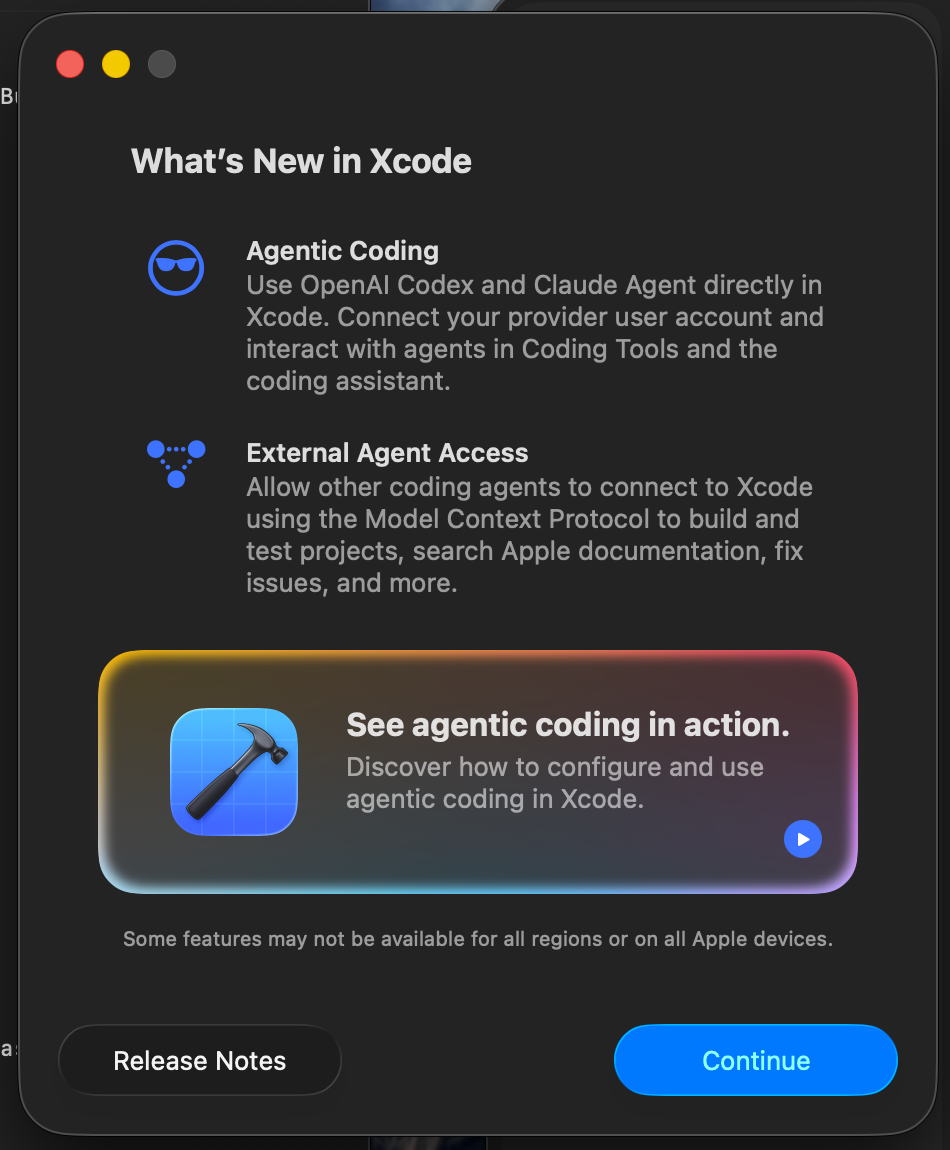 What's New in Xcode
Agentic Coding
Use OpenAI Codex and Claude Agent directly in
Xcode. Connect your provider user account and
interact with agents in Coding Tools and the
coding assistant.
External Agent Access
Allow other coding agents to connect to Xcode
using the Model Context Protocol to build and
test projects, search Apple documentation, fix
issues, and more.
See agentic coding in action.
Discover how to configure and use
agentic coding in Xcode.
Some features may not be available for all regions or on all Apple devices.
Release Notes
Continue